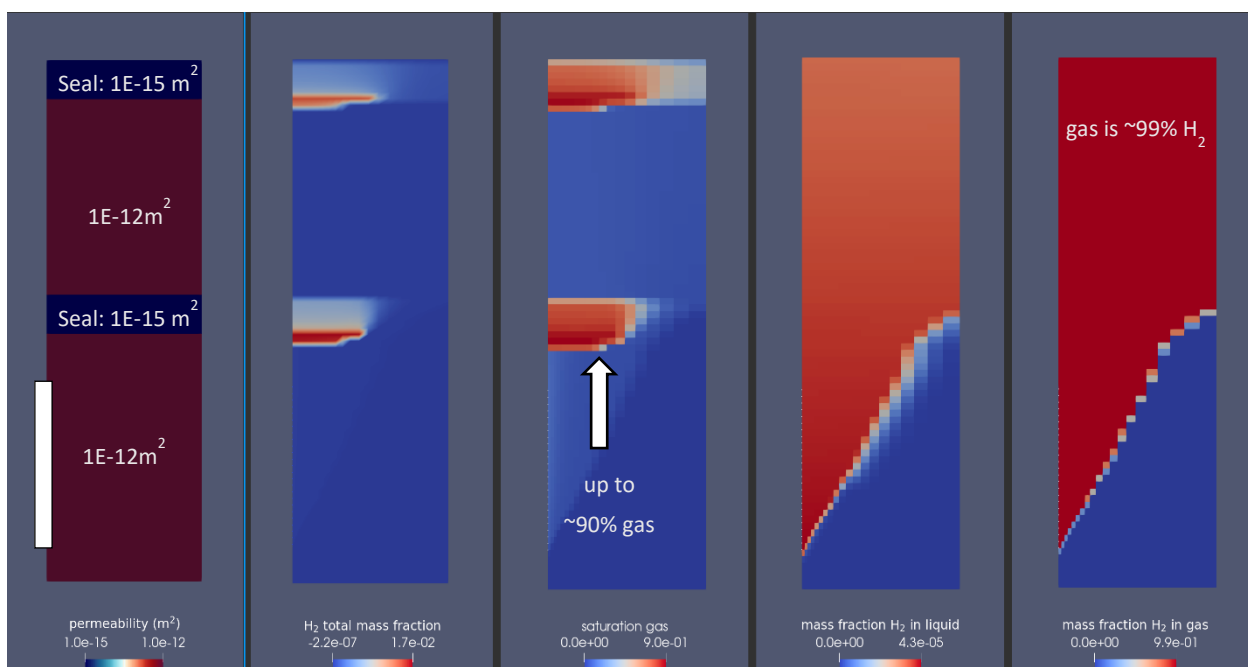 Seal: 1E-15 m²
1E-12m²
Seal: 1E-15 m²
1E-12m²
up to
~90% gas
gas is ~99% H₂
permeability (m²)
1.0e-15 1.0e-12
H₂ total mass fraction
-2.2e-07 1.7e-02
saturation gas
0.0e+00 9.0e-01
mass fraction H₂ in liquid
0.0e+00 4.3e-05
mass fraction H₂ in gas
0.0e+00 9.9e-01